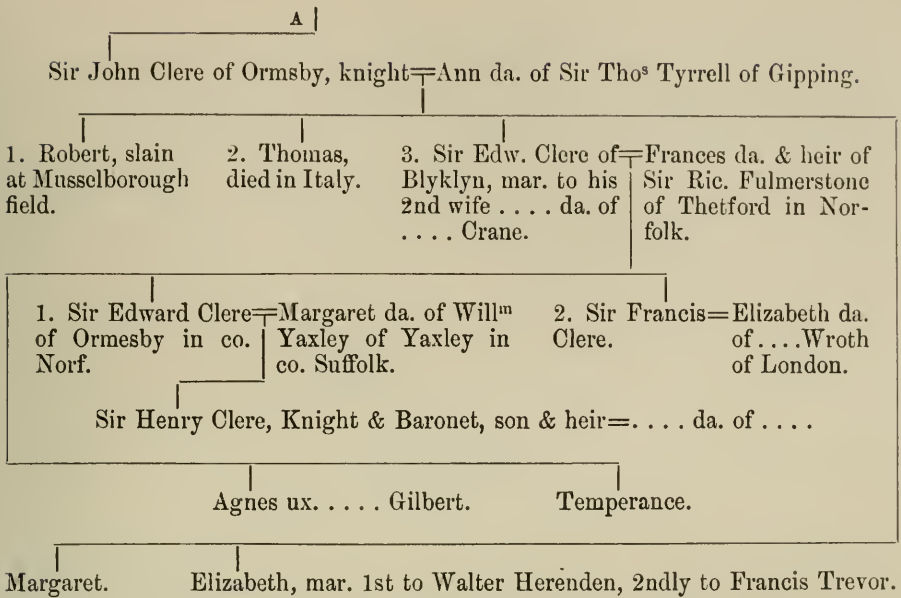 A
Sir John Clere of Ormsby, knight=Ann da. of Sir Thoˢ Tyrrell of Gipping.
1. Robert, slain
at Musselborough
field.
2. Thomas,
died in Italy.
3. Sir Edw. Clere of=
Blyklyn, mar. to his
2nd wife . . . . da. of
. . . . Crane.
Frances da. & heir of
Sir Ric. Fulmerstone
of Thetford in Nor-
folk.
1. Sir Edward Clere=
of Ormesby in co.
Norf.
Margaret da. of Willᵐ
Yaxley of Yaxley in
co. Suffolk.
2. Sir Francis=
Clere.
Elizabeth da.
of . . . . Wroth
of London.
Sir Henry Clere, Knight & Baronet, son & heir=. . . . da. of . . . .
Agnes ux. . . . . Gilbert.
Temperance.
Margaret.
Elizabeth, mar. 1st to Walter Herenden, 2ndly to Francis Trevor.